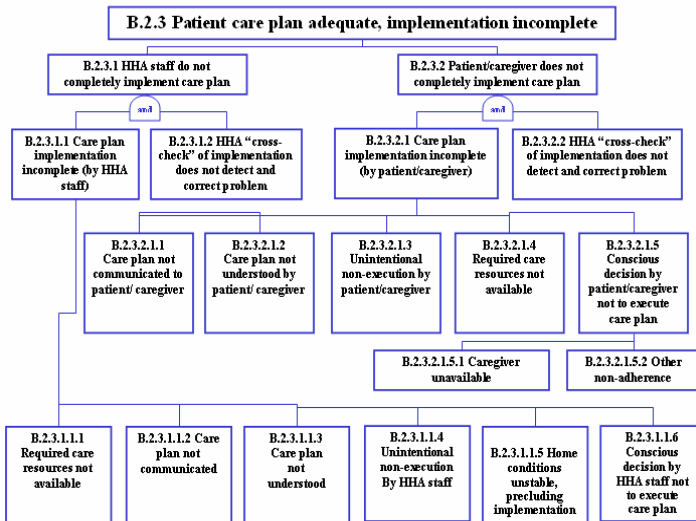 B.2.3 Patient care plan adequate, implementation incomplete
B.2.3.1 HHA staff do not
completely implement care plan
B.2.3.2 Patient/caregiver does not
completely implement care plan
and
and
B.2.3.1.1 Care plan
implementation
incomplete (by HHA
staff)
B.2.3.1.2 HHA “cross-
check” of implementation
does not detect and
correct problem
B.2.3.2.1 Care plan
implementation incomplete
(by patient/caregiver)
B.2.3.2.2 HHA “cross-check”
of implementation does not
detect and correct problem
B.2.3.2.1.1
Care plan not
communicated to
patient/ caregiver
B.2.3.2.1.2
Care plan not
understood by
patient/ caregiver
B.2.3.2.1.3
Unintentional
non-execution by
patient/caregiver
B.2.3.2.1.4
Required care
resources not
available
B.2.3.2.1.5
Conscious
decision by
patient/caregiver
not to execute
care plan
B.2.3.2.1.5.1 Caregiver
unavailable
B.2.3.2.1.5.2 Other
non-adherence
B.2.3.1.1.1
Required care
resources not
available
B.2.3.1.1.2 Care
plan not
communicated
B.2.3.1.1.3
Care plan
not
understood
B.2.3.1.1.4
Unintentional
non-execution
By HHA staff
B.2.3.1.1.5 Home
conditions
unstable,
precluding
implementation
B.2.3.1.1.6
Conscious
decision by
HHA staff not
to execute
care plan